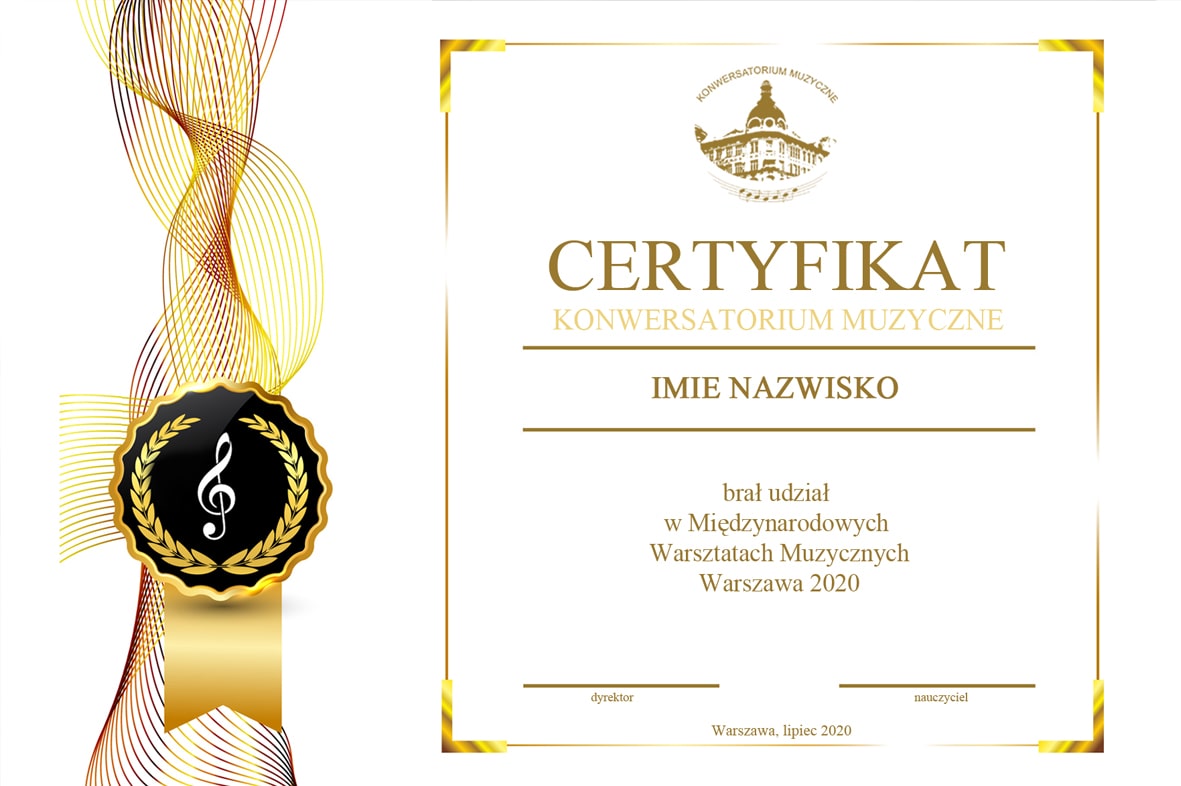 KONWERSATORIUM MUZYCZNE
CERTYFIKAT
KONWERSATORIUM MUZYCZNE
IMIE NAZWISKO
brał udział
w Międzynarodowych
Warsztatach Muzycznych
Warszawa 2020
dyrektor
nauczyciel
Warszawa, lipiec 2020